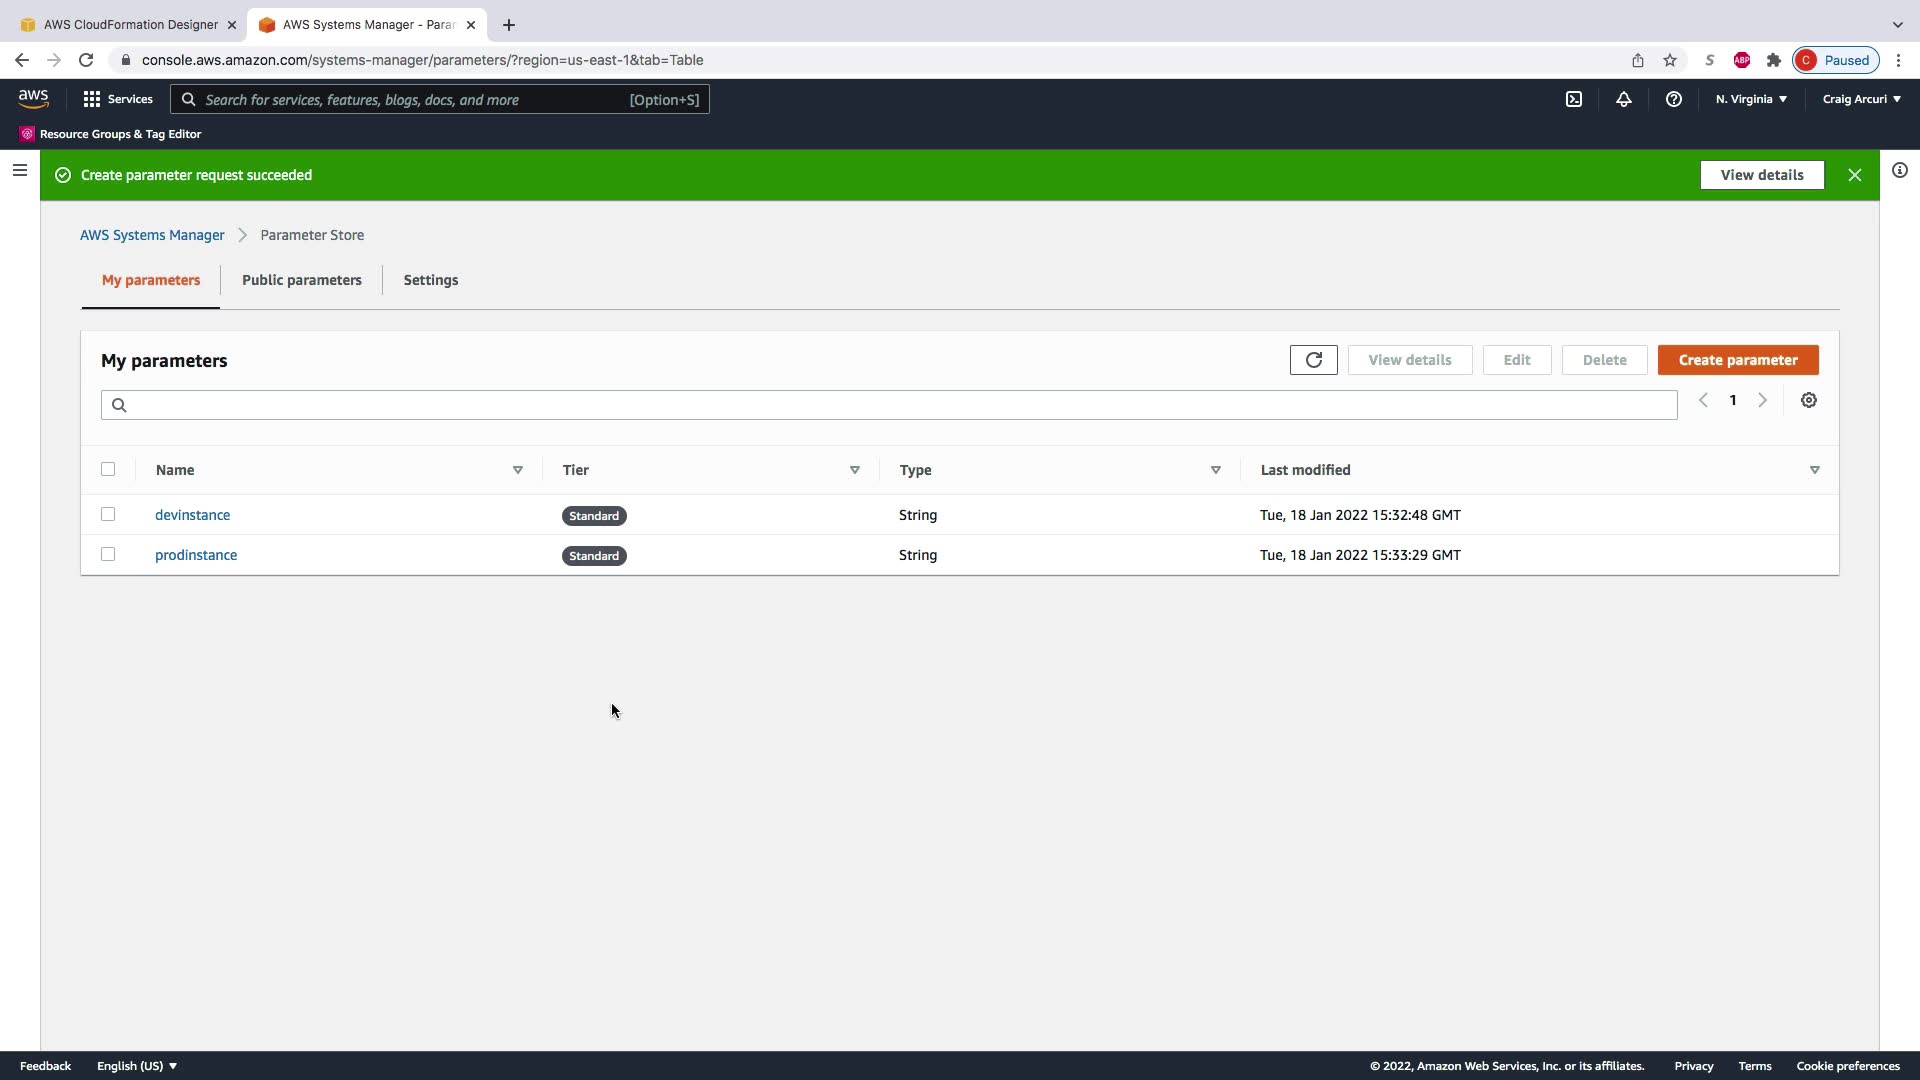 AWS CloudFormation Designer
AWS Systems Manager - Para
console.aws.amazon.com/systems-manager/parameters/?region=us-east-1&tab=Table
S
ABP
C Paused
aws
Services
Search for services, features, blogs, docs, and more [Option+S]
N. Virginia
Craig Arcuri
Resource Groups & Tag Editor
Create parameter request succeeded
View details
AWS Systems Manager
Parameter Store
My parameters
Public parameters
Settings
My parameters
View details
Edit
Delete
Create parameter
1
Name Tier Type Last modified
devinstance Standard String Tue, 18 Jan 2022 15:32:48 GMT
prodinstance Standard String Tue, 18 Jan 2022 15:33:29 GMT
Feedback
English (US)
© 2022, Amazon Web Services, Inc. or its affiliates.
Privacy
Terms
Cookie preferences